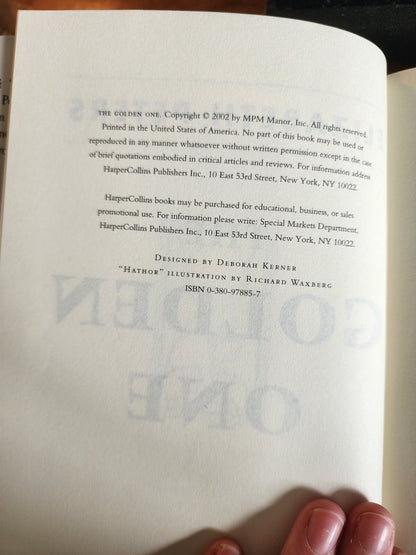 THE GOLDEN ONE. Copyright © 2002 by MPM Manor, Inc. All rights reserved.
Printed in the United States of America. No part of this book may be used or
reproduced in any manner whatsoever without written permission except in the case
of brief quotations embodied in critical articles and reviews. For information address
HarperCollins Publishers Inc., 10 East 53rd Street, New York, NY 10022.
HarperCollins books may be purchased for educational, business, or sales
promotional use. For information please write: Special Markets Department,
HarperCollins Publishers Inc., 10 East 53rd Street, New York, NY 10022.
DESIGNED BY DEBORAH KERNER
"HATHOR" ILLUSTRATION BY RICHARD WAXBERG
ISBN 0-380-97885-7
GOLDEN
ONE